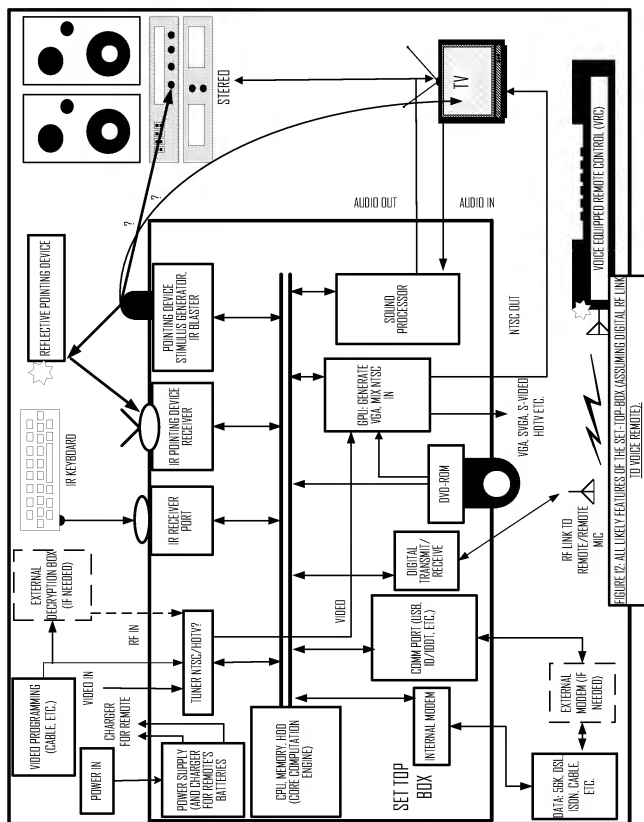 REFLECTIVE POINTING DEVICE
IR KEYBOARD
EXTERNAL
DECRYPTION BOX
(IF NEEDED)
VIDEO PROGRAMMING
(CABLE, ETC.)
VIDEO IN
RF IN
CHARGER
FOR REMOTE
POWER IN
POWER SUPPLY
(AND CHARGER
FOR REMOTE'S
BATTERIES
TUNER NTSC/HDTV?
IR RECEIVER
PORT
IR POINTING DEVICE
RECEIVER
POINTING DEVICE
STIMULUS GENERATOR,
IR BLASTER
?
?
STEREO
TV
AUDIO OUT
AUDIO IN
NTSC OUT
SOUND
PROCESSOR
GPU: GENERATE
VGA, MIX NTSC
IN
VIDEO
VGA, SVGA, S-VIDEO
HDTV ETC.
DVD-ROM
DIGITAL
TRANSMIT/
RECEIVE
COMM PORT (USB,
10/100T, ETC.)
INTERNAL MODEM
CPU, MEMORY, HDD
(CORE COMPUTATION
ENGINE)
SET TOP
BOX
RF LINK TO
REMOTE/REMOTE
MIC
EXTERNAL
MODEM (IF
NEEDED)
DATA: 56K, DSL,
ISDN, CABLE,
ETC.
VOICE EQUIPPED REMOTE CONTROL (VRC)
FIGURE 12: ALL LIKELY FEATURES OF THE SET-TOP-BOX (ASSUMING DIGITAL RF LINK
TO VOICE REMOTE).